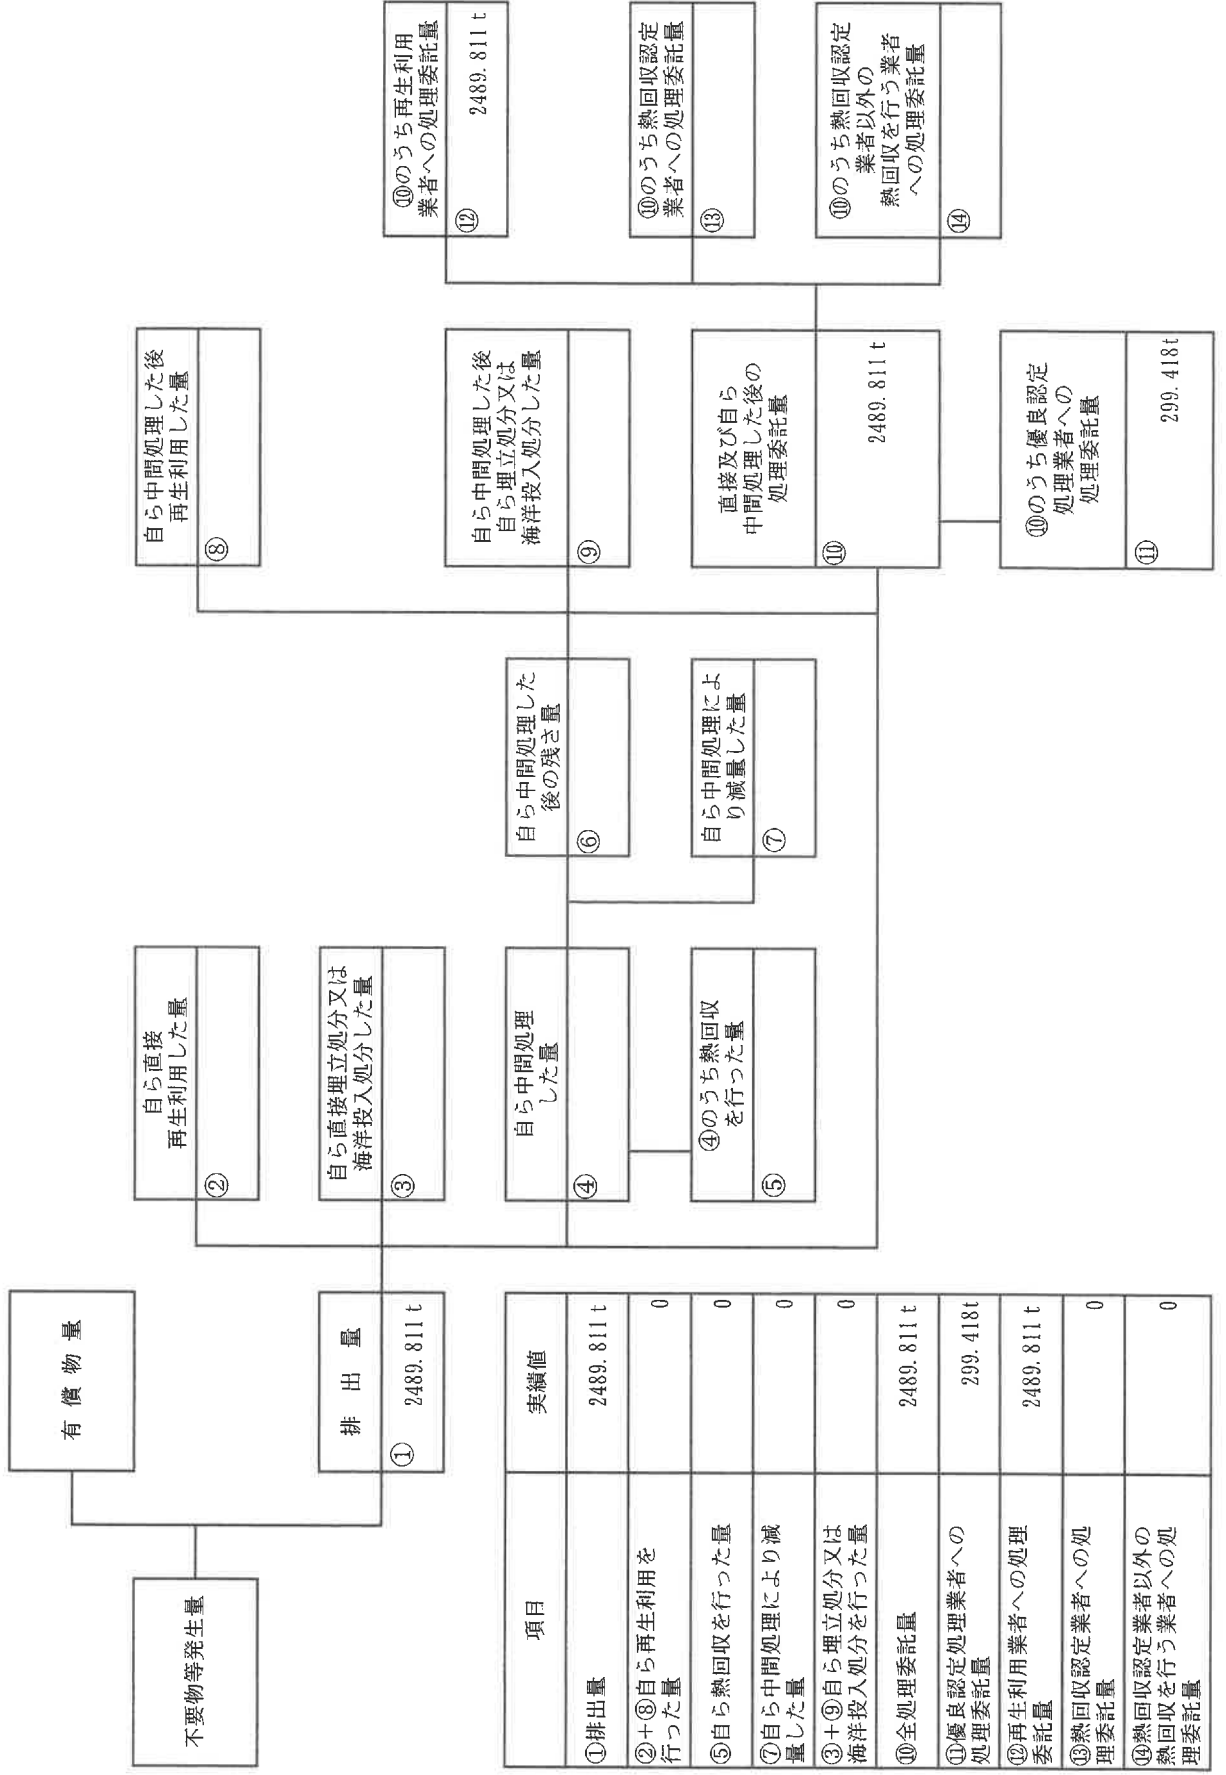 不要物等発生量
有償物量
排出量
①
2489.811t
自ら直接
再生利用した量
②
自ら直接埋立処分又は
海洋投入処分した量
③
自ら中間処理
した量
④
④のうち熱回収
を行った量
⑤
自ら中間処理した
後の残さ量
⑥
自ら中間処理によ
り減量した量
⑦
自ら中間処理した後
再生利用した量
⑧
自ら中間処理した後
自ら埋立処分又は
海洋投入処分した量
⑨
直接及び自ら
中間処理した後の
処理委託量
⑩
2489.811t
⑩のうち優良認定
処理業者への
処理委託量
⑪
299.418t
⑩のうち再生利用
業者への処理委託量
⑫
2489.811t
⑩のうち熱回収認定
業者への処理委託量
⑬
⑩のうち熱回収認定
業者以外の
熱回収を行う業者
への処理委託量
⑭
項目 実績値
①排出量 2489.811t
②+⑧自ら再生利用を
行った量 0
⑤自ら熱回収を行った量 0
⑦自ら中間処理により減
量した量 0
③+⑨自ら埋立処分又は
海洋投入処分を行った量 0
⑩全処理委託量 2489.811t
⑪優良認定処理業者への
処理委託量 299.418t
⑫再生利用業者への処理
委託量 2489.811t
⑬熱回収認定業者への処
理委託量 0
⑭熱回収認定業者以外の
熱回収を行う業者への処
理委託量 0